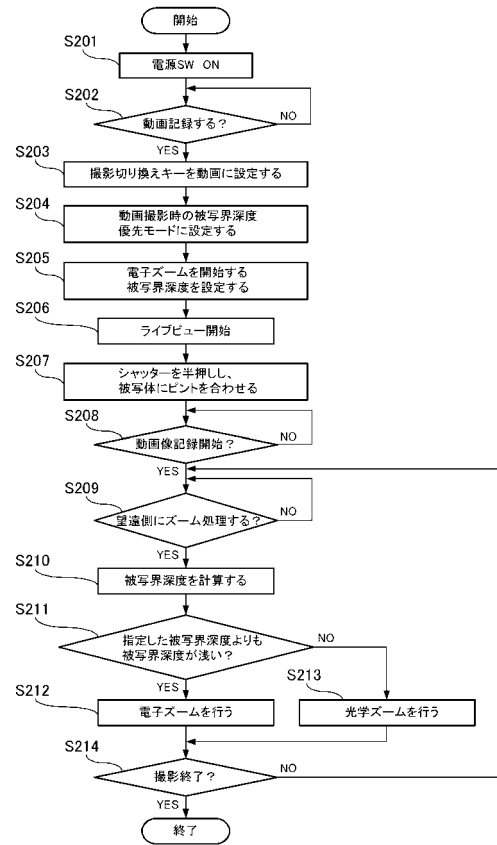 開始
S201
電源SW ON
S202
動画記録する?
NO
YES
S203
撮影切り換えキーを動画に設定する
S204
動画撮影時の被写界深度
優先モードに設定する
S205
電子ズームを開始する
被写界深度を設定する
S206
ライブビュー開始
S207
シャッターを半押しし、
被写体にピントを合わせる
S208
動画像記録開始?
NO
YES
S209
望遠側にズーム処理する?
NO
YES
S210
被写界深度を計算する
S211
指定した被写界深度よりも
被写界深度が浅い?
NO
YES
S212
電子ズームを行う
S213
光学ズームを行う
S214
撮影終了?
NO
YES
終了